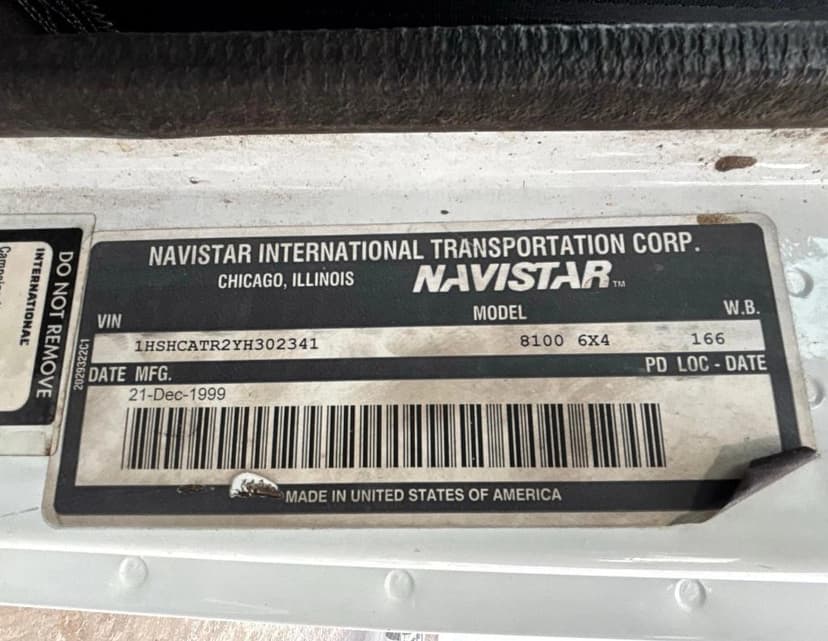 NAVISTAR INTERNATIONAL TRANSPORTATION CORP.
CHICAGO, ILLINOIS NAVISTAR™
VIN MODEL W.B.
1HSHCATR2YH302341 8100 6X4 166
DATE MFG. PD LOC - DATE
21-Dec-1999
MADE IN UNITED STATES OF AMERICA
2029322C1
DO NOT REMOVE
INTERNATIONAL